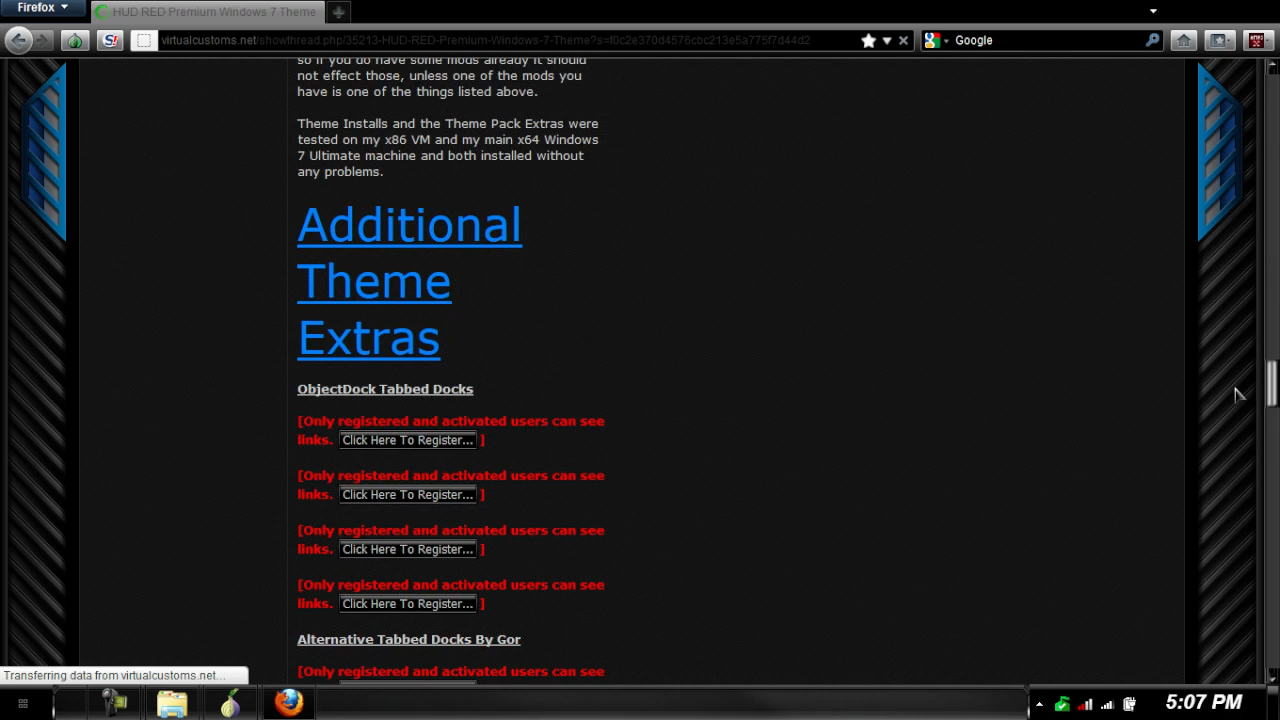 Firefox
HUD RED Premium Windows 7 Theme
virtualcustoms.net/showthread.php/35213-HUD-RED-Premium-Windows-7-Theme?s=f0c2e370d4576cbc213e5a775f7d44d2
Google
so if you do have some mods already it should
not effect those, unless one of the mods you
have is one of the things listed above.
Theme Installs and the Theme Pack Extras were
tested on my x86 VM and my main x64 Windows
7 Ultimate machine and both installed without
any problems.
Additional
Theme
Extras
ObjectDock Tabbed Docks
[Only registered and activated users can see
links. Click Here To Register... ]
[Only registered and activated users can see
links. Click Here To Register... ]
[Only registered and activated users can see
links. Click Here To Register... ]
[Only registered and activated users can see
links. Click Here To Register... ]
Alternative Tabbed Docks By Gor
[Only registered and activated users can see
Transferring data from virtualcustoms.net...
5:07 PM